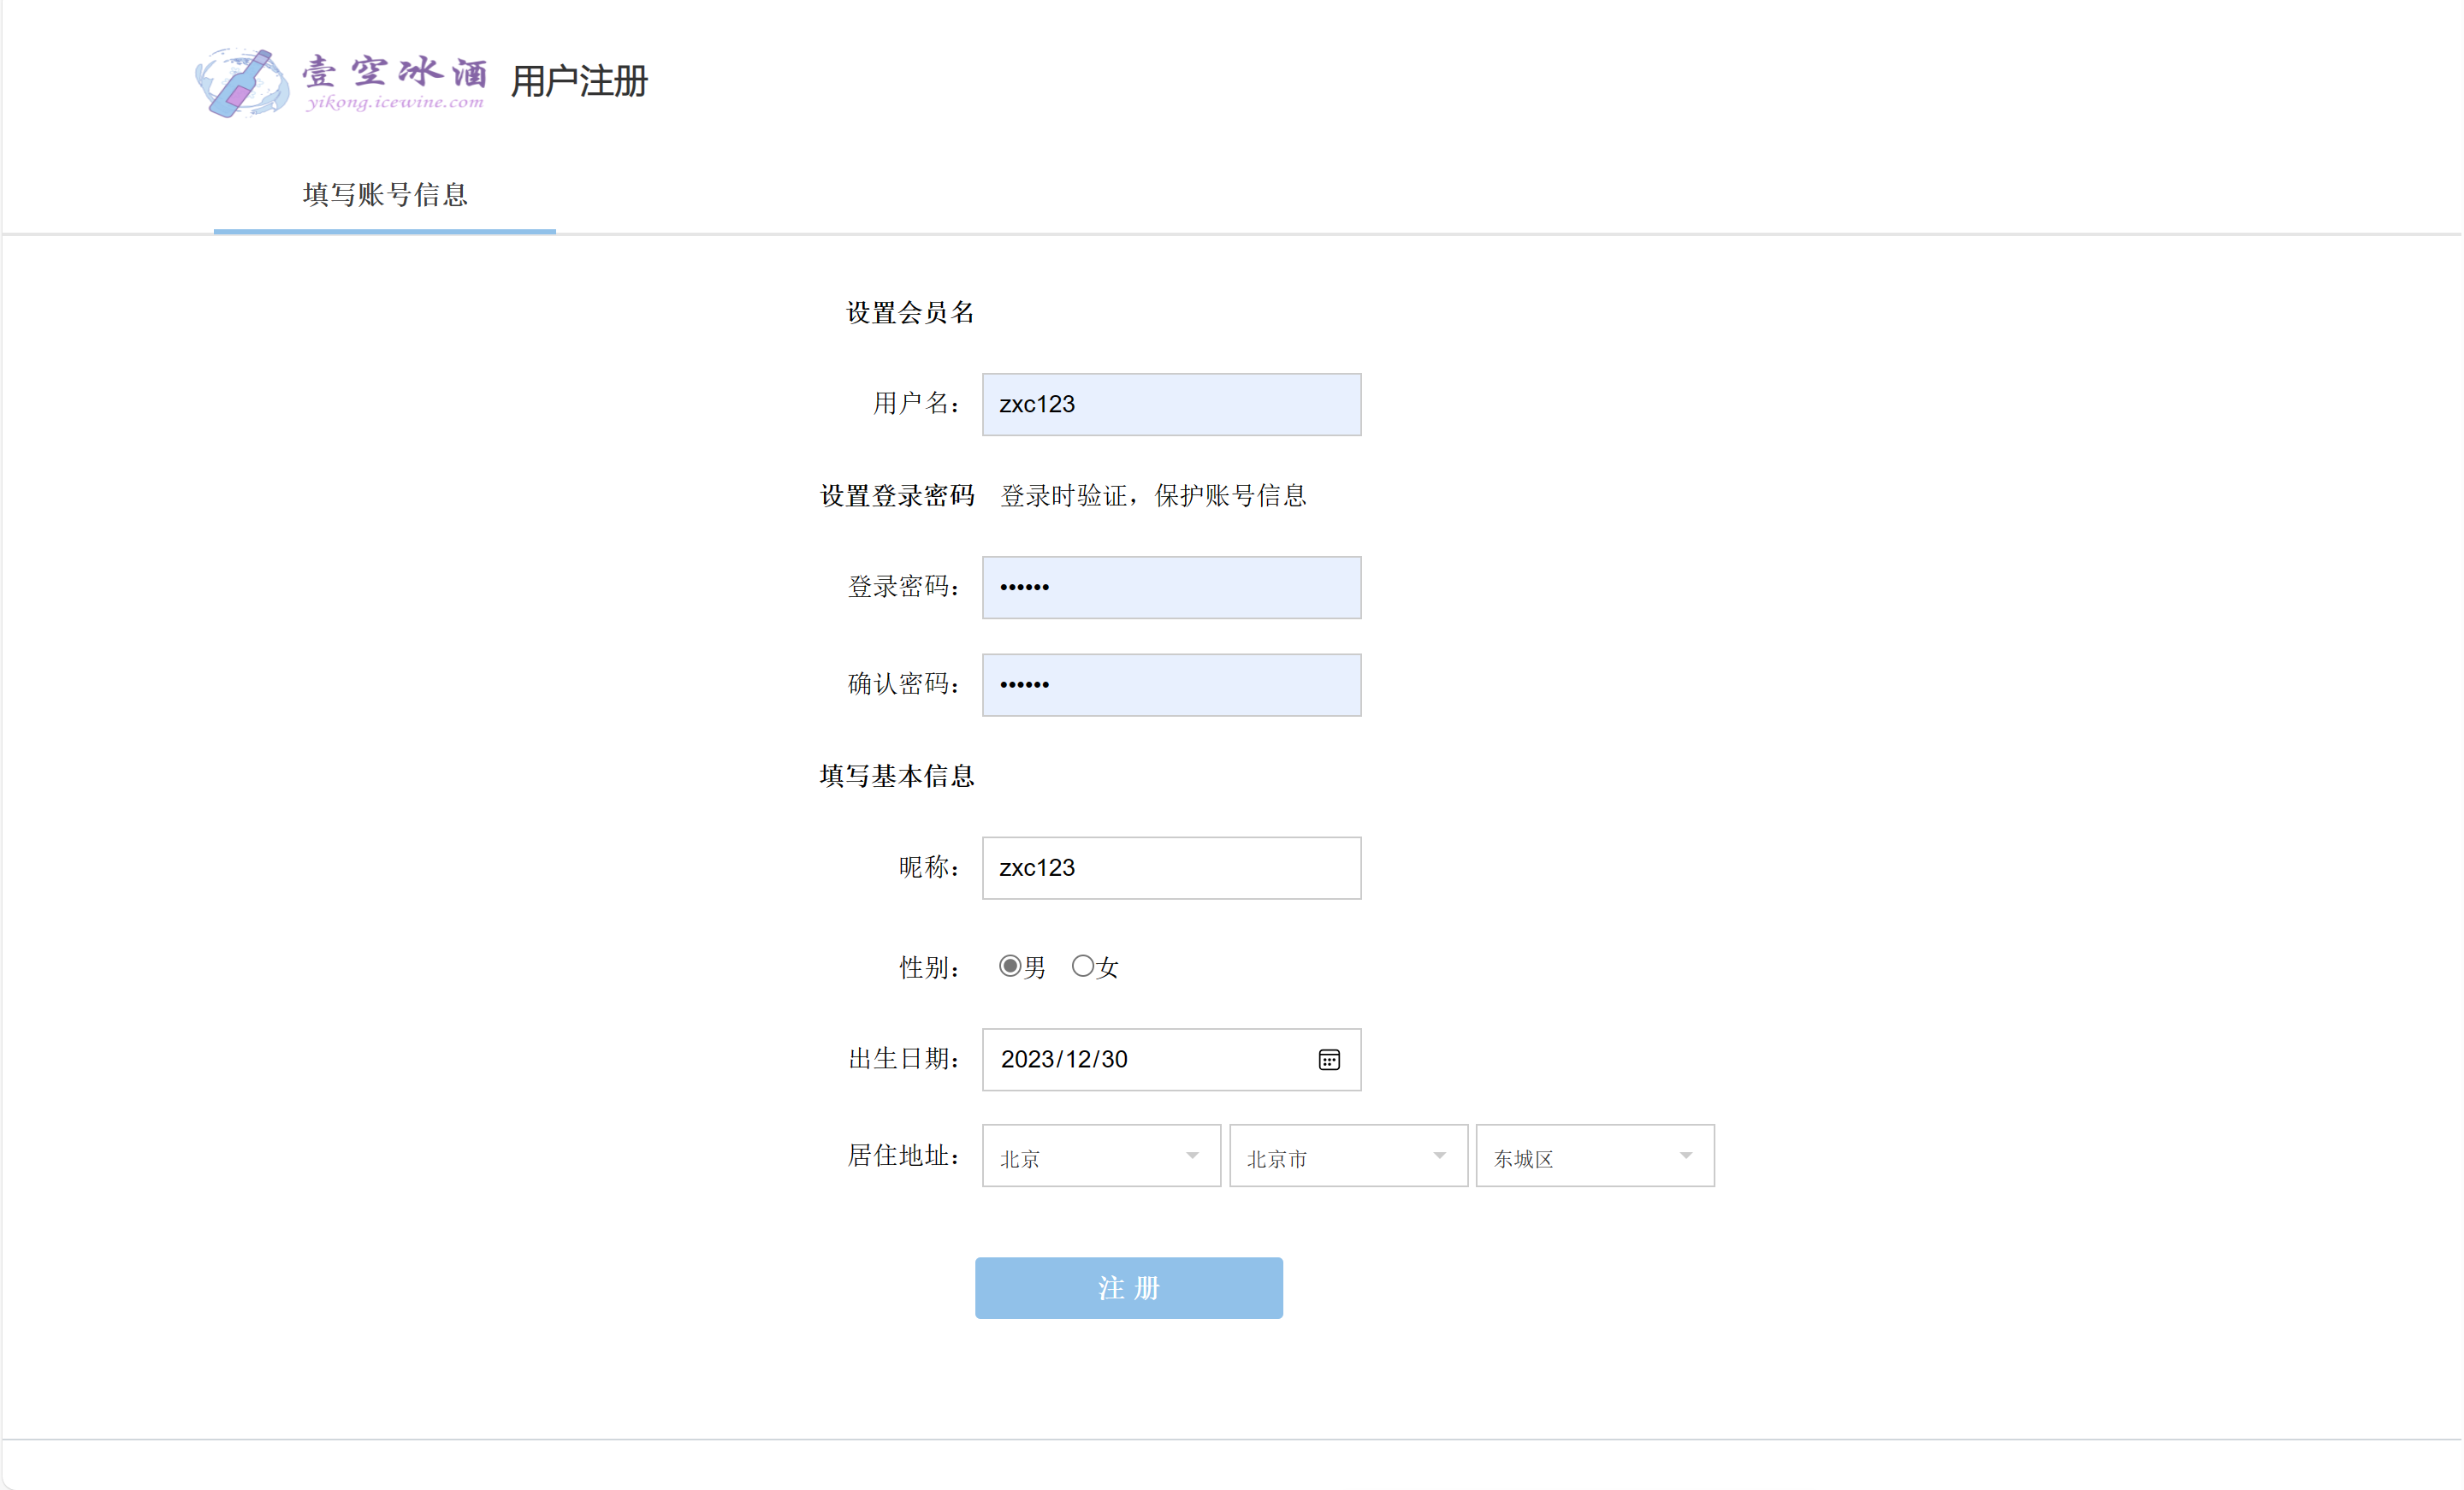 壹空冰酒
yikong.icewine.com
用户注册
填写账号信息
设置会员名
用户名： zxc123
设置登录密码 登录时验证，保护账号信息
登录密码： ••••••
确认密码： ••••••
填写基本信息
昵称： zxc123
性别： 男 女
出生日期： 2023/12/30
居住地址： 北京 北京市 东城区
注 册